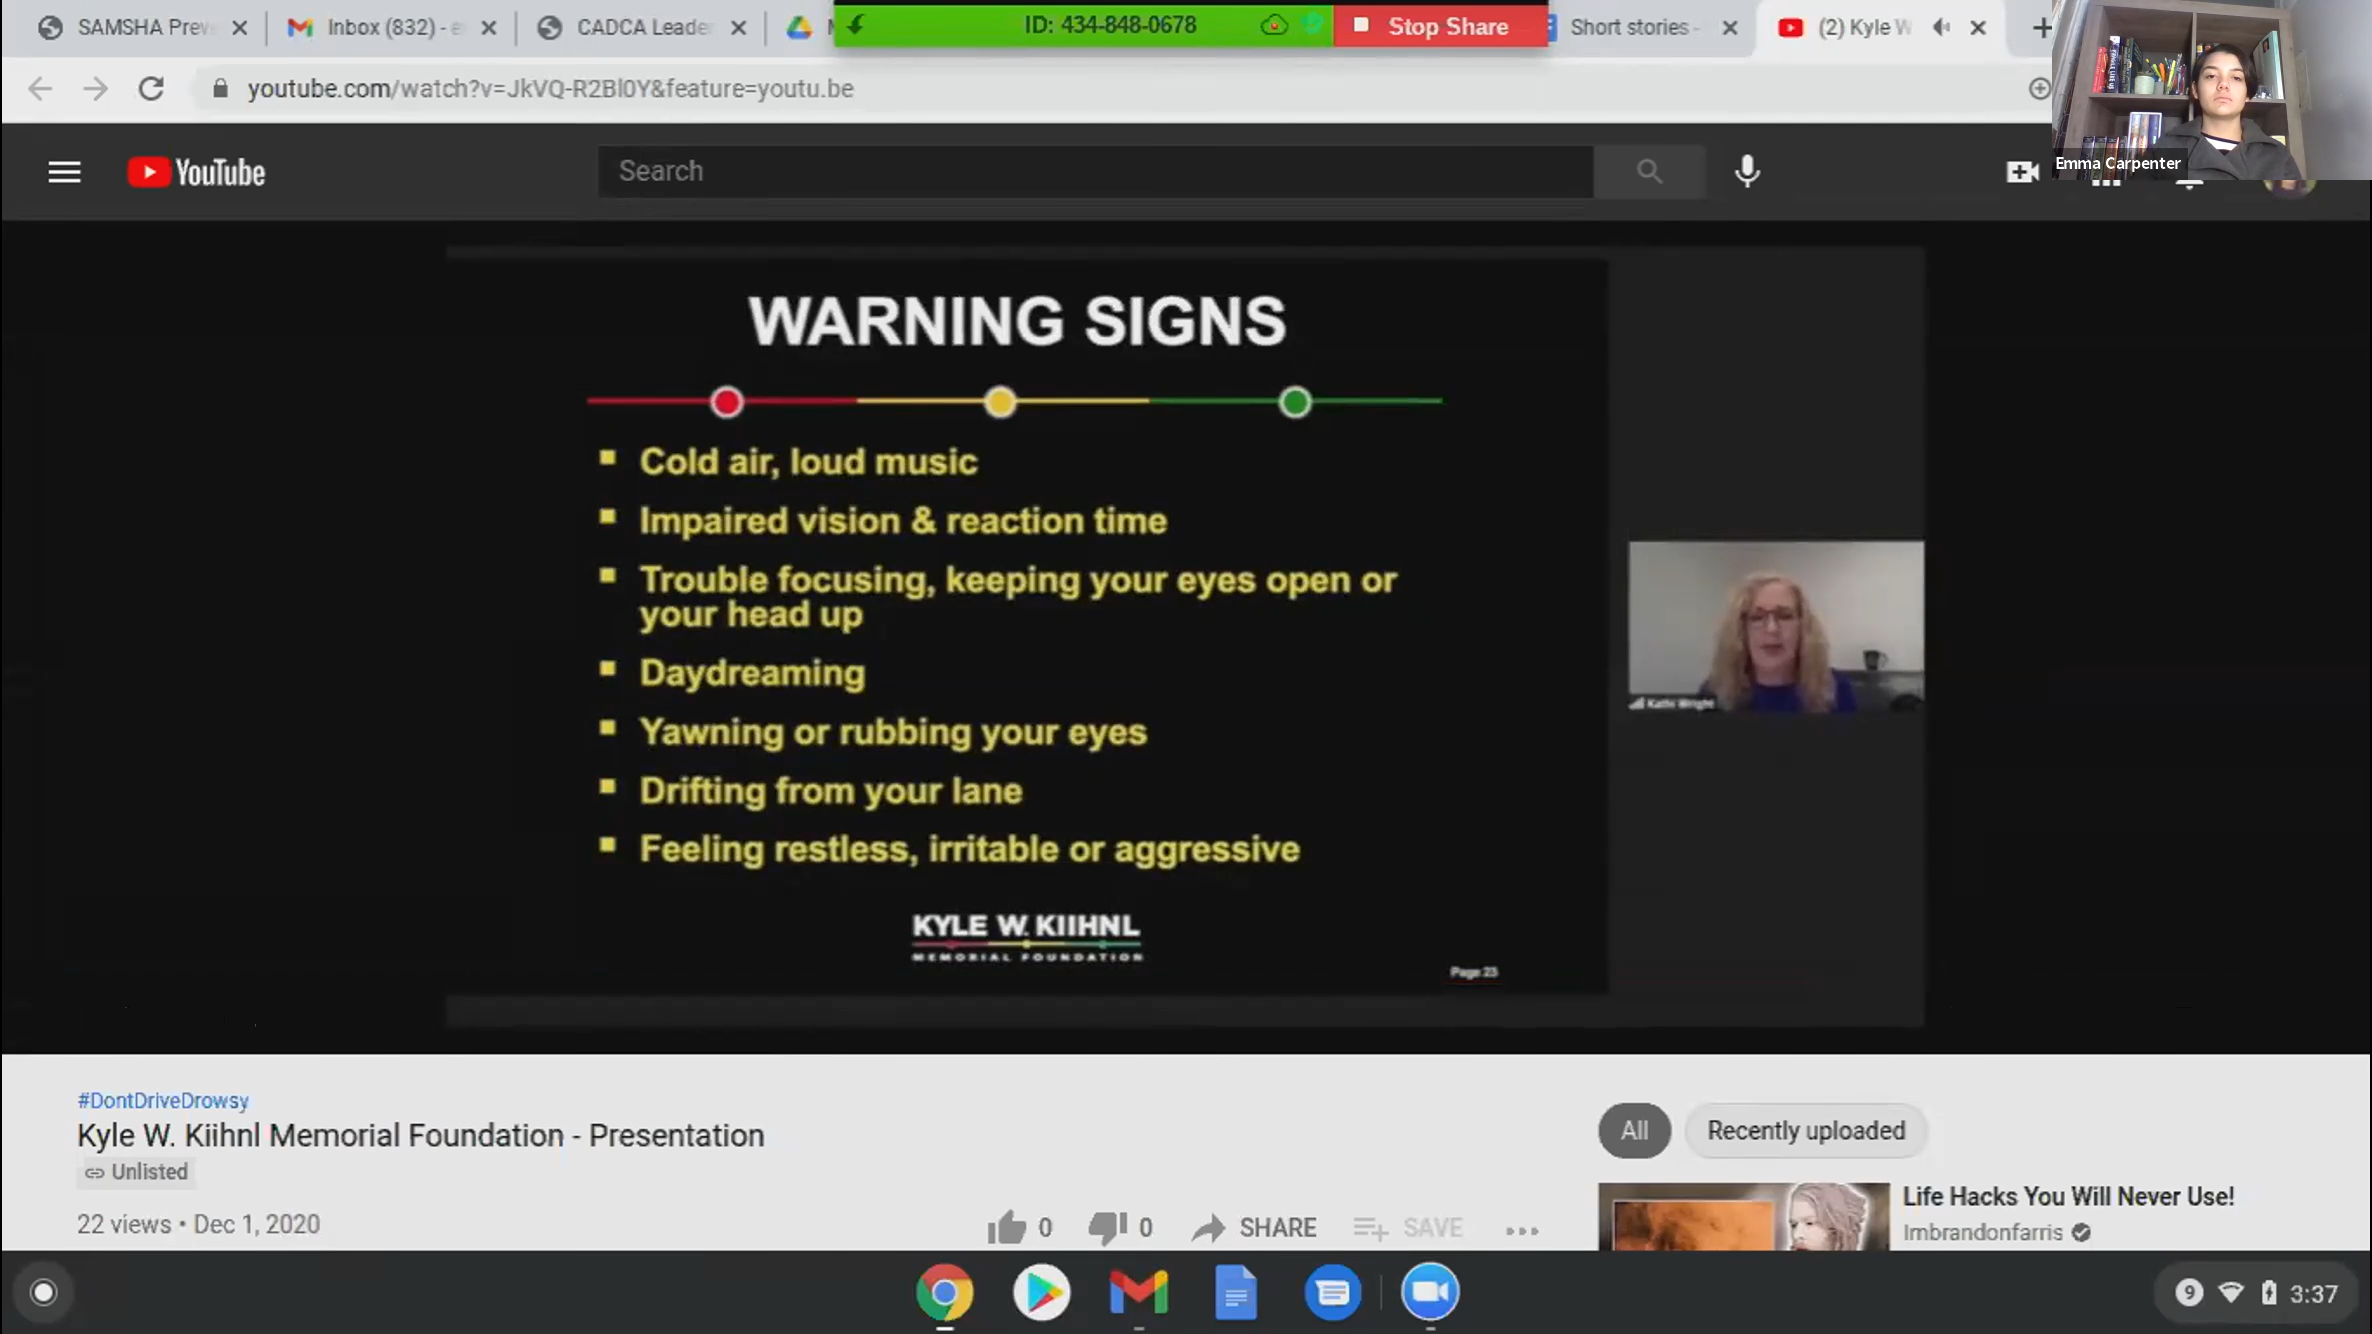 SAMSHA Prev
Inbox (832) - e
CADCA Leade
ID: 434-848-0678
Stop Share
Short stories -
(2) Kyle W
youtube.com/watch?v=JkVQ-R2Bl0Y&feature=youtu.be
YouTube
Search
Emma Carpenter
WARNING SIGNS
Cold air, loud music
Impaired vision & reaction time
Trouble focusing, keeping your eyes open or
your head up
Daydreaming
Yawning or rubbing your eyes
Drifting from your lane
Feeling restless, irritable or aggressive
Kathi Wright
KYLE W. KIIHNL
MEMORIAL FOUNDATION
Page 23
#DontDriveDrowsy
Kyle W. Kiihnl Memorial Foundation - Presentation
Unlisted
22 views • Dec 1, 2020
0
0
SHARE
SAVE
All
Recently uploaded
Life Hacks You Will Never Use!
Imbrandonfarris
9
3:37